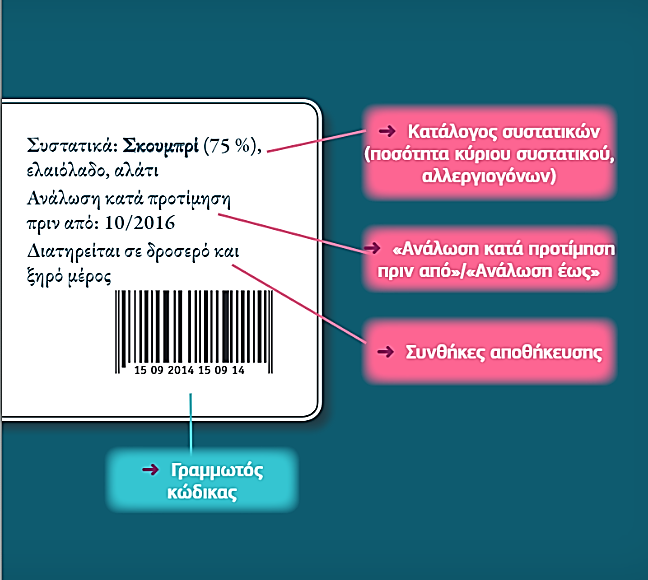 Συστατικά: Σκουμπρί (75 %),
ελαιόλαδο, αλάτι
Ανάλωση κατά προτίμηση
πριν από: 10/2016
Διατηρείται σε δροσερό και
ξηρό μέρος
15 09 2014 15 09 14
➔ Κατάλογος συστατικών
(ποσότητα κύριου συστατικού,
αλλεργιογόνων)
➔ «Ανάλωση κατά προτίμηση
πριν από»/«Ανάλωση έως»
➔ Συνθήκες αποθήκευσης
➔ Γραμμωτός
κώδικας